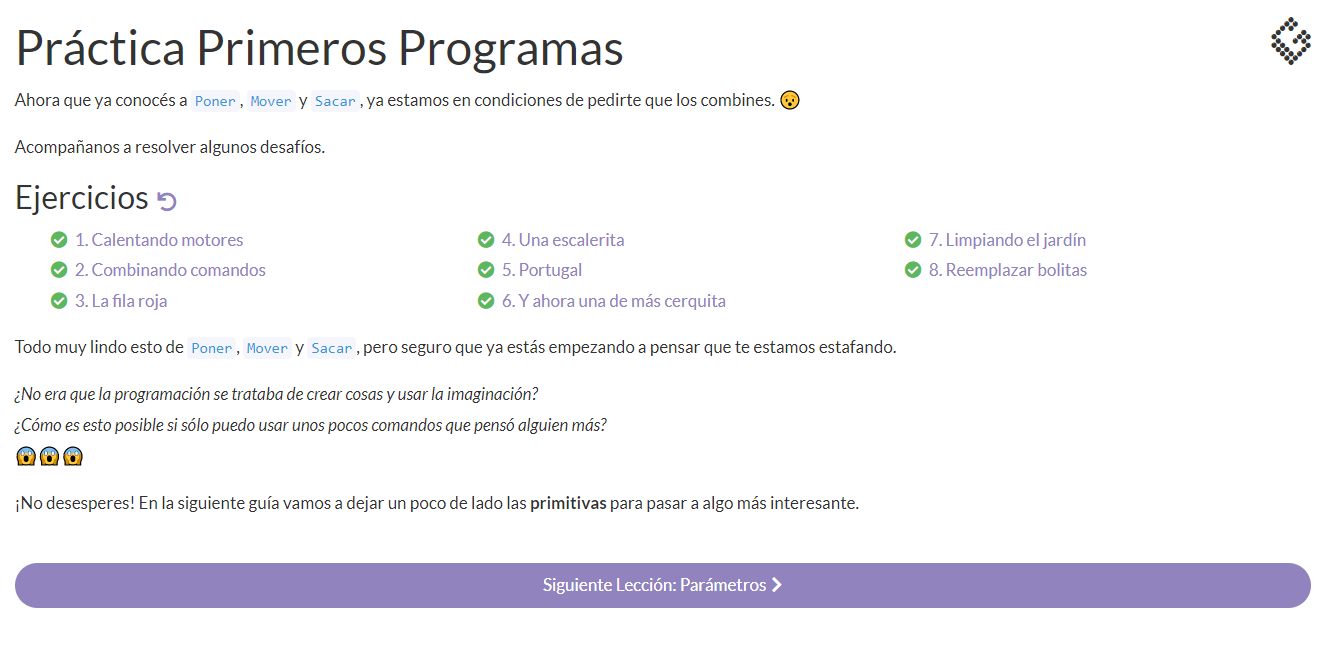 Práctica Primeros Programas
Ahora que ya conocés a Poner, Mover y Sacar, ya estamos en condiciones de pedirte que los combines. 😯
Acompañanos a resolver algunos desafíos.
Ejercicios
1. Calentando motores
2. Combinando comandos
3. La fila roja
4. Una escalerita
5. Portugal
6. Y ahora una de más cerquita
7. Limpiando el jardín
8. Reemplazar bolitas
Todo muy lindo esto de Poner, Mover y Sacar, pero seguro que ya estás empezando a pensar que te estamos estafando.
¿No era que la programación se trataba de crear cosas y usar la imaginación?
¿Cómo es esto posible si sólo puedo usar unos pocos comandos que pensó alguien más?
😱😱😱
¡No desesperes! En la siguiente guía vamos a dejar un poco de lado las primitivas para pasar a algo más interesante.
Siguiente Lección: Parámetros